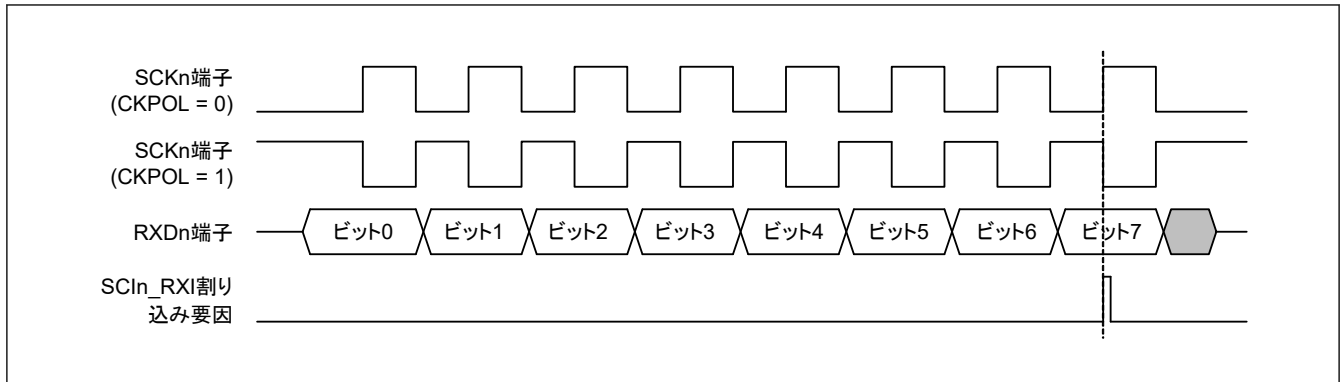 SCKn端子
(CKPOL = 0)
SCKn端子
(CKPOL = 1)
RXDn端子
ビット0
ビット1
ビット2
ビット3
ビット4
ビット5
ビット6
ビット7
SCIn_RXI割り
込み要因